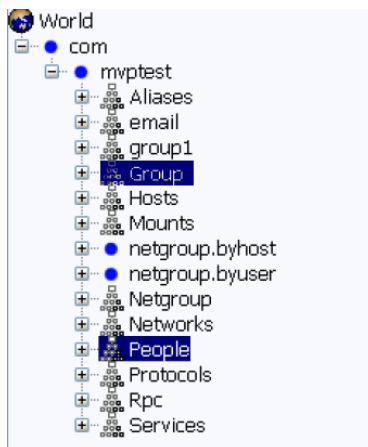 World
com
mvptest
Aliases
email
group1
Group
Hosts
Mounts
netgroup.byhost
netgroup.byuser
Netgroup
Networks
People
Protocols
Rpc
Services